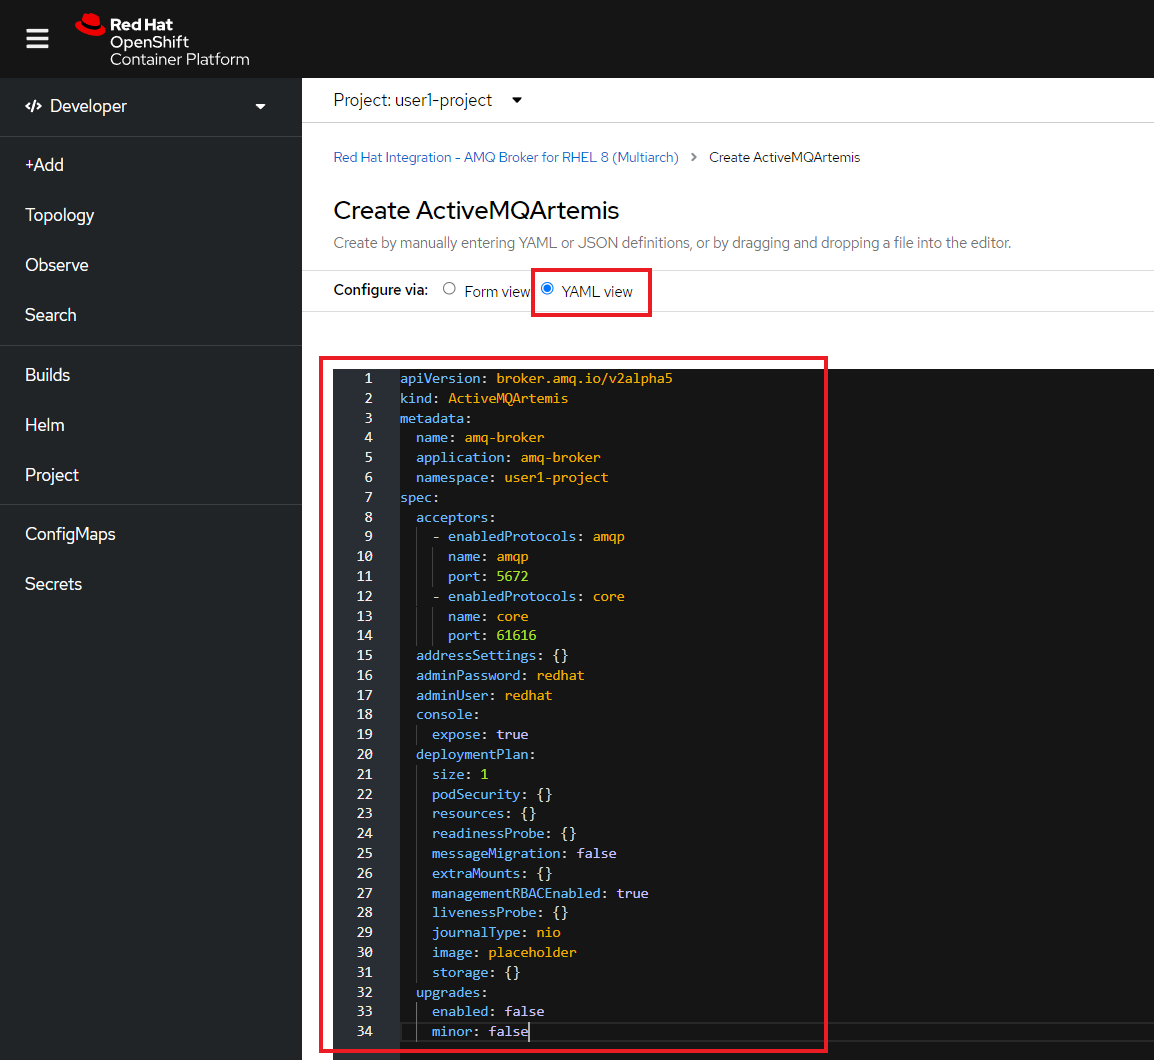 Red Hat
OpenShift
Container Platform
Developer
+Add
Topology
Observe
Search
Builds
Helm
Project
ConfigMaps
Secrets
Project: user1-project
Red Hat Integration - AMQ Broker for RHEL 8 (Multiarch) > Create ActiveMQArtemis
Create ActiveMQArtemis
Create by manually entering YAML or JSON definitions, or by dragging and dropping a file into the editor.
Configure via: Form view YAML view
1 apiVersion: broker.amq.io/v2alpha5
2 kind: ActiveMQArtemis
3 metadata:
4 name: amq-broker
5 application: amq-broker
6 namespace: user1-project
7 spec:
8 acceptors:
9 - enabledProtocols: amqp
10 name: amqp
11 port: 5672
12 - enabledProtocols: core
13 name: core
14 port: 61616
15 addressSettings: {}
16 adminPassword: redhat
17 adminUser: redhat
18 console:
19 expose: true
20 deploymentPlan:
21 size: 1
22 podSecurity: {}
23 resources: {}
24 readinessProbe: {}
25 messageMigration: false
26 extraMounts: {}
27 managementRBACEnabled: true
28 livenessProbe: {}
29 journalType: nio
30 image: placeholder
31 storage: {}
32 upgrades:
33 enabled: false
34 minor: false